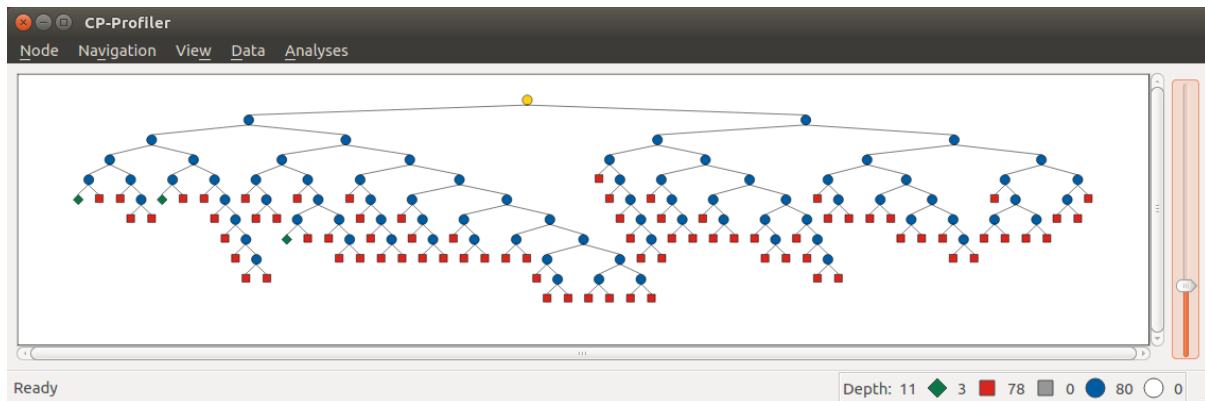 CP-Profiler
Node Navigation View Data Analyses
Ready
Depth: 11 3 78 0 80 0